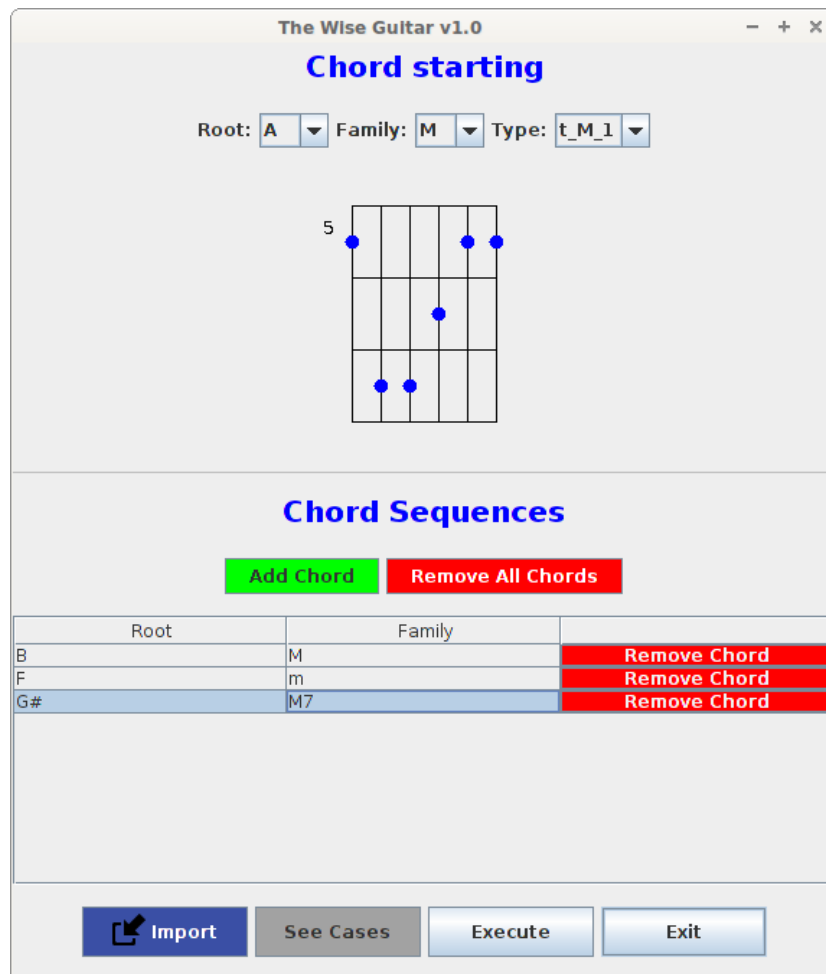 The Wise Guitar v1.0
Chord starting
Root: A Family: M Type: t_M_1
5
Chord Sequences
Add Chord Remove All Chords
Root Family
B M Remove Chord
F m Remove Chord
G# M7 Remove Chord
Import See Cases Execute Exit